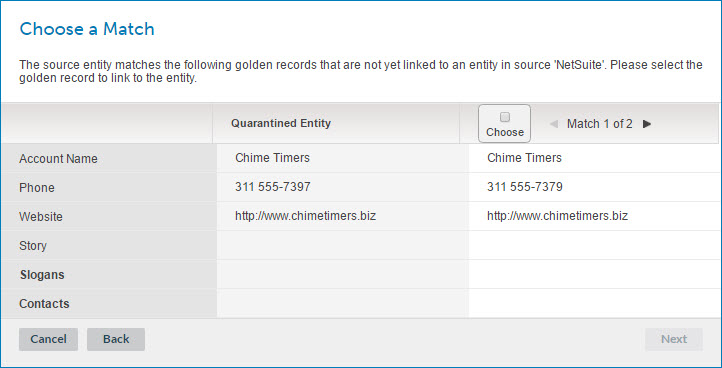 Choose a Match
The source entity matches the following golden records that are not yet linked to an entity in source 'NetSuite'. Please select the
golden record to link to the entity.
Quarantined Entity
Choose
Match 1 of 2
Account Name Chime Timers Chime Timers
Phone 311 555-7397 311 555-7379
Website http://www.chimetimers.biz http://www.chimetimers.biz
Story
Slogans
Contacts
Cancel Back Next